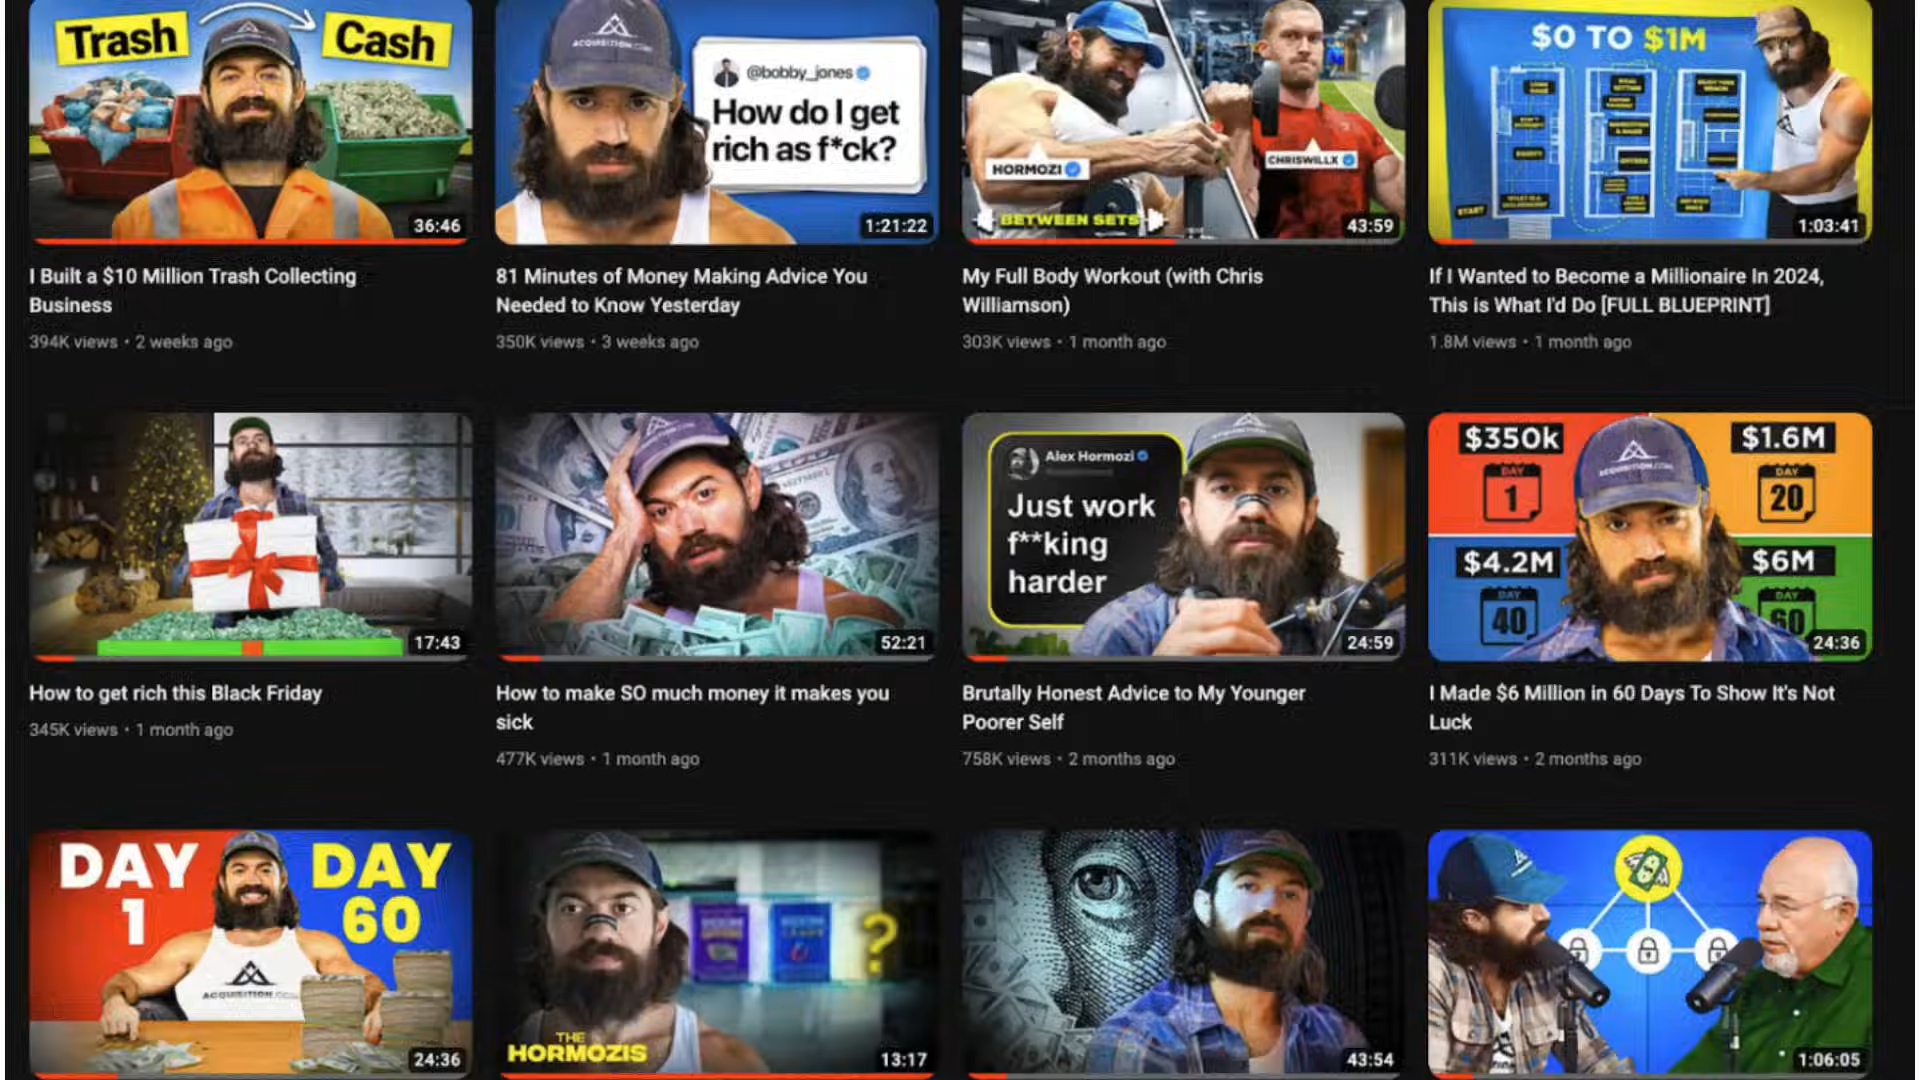 Trash
Cash
ACQUISITION.COM
36:46
I Built a $10 Million Trash Collecting
Business
394K views • 2 weeks ago
ACQUISITION.COM
@bobby_jones
How do I get
rich as f*ck?
1:21:22
81 Minutes of Money Making Advice You
Needed to Know Yesterday
350K views • 3 weeks ago
HORMOZI
CHRISWILLX
BETWEEN SETS
43:59
My Full Body Workout (with Chris
Williamson)
303K views • 1 month ago
$0 TO $1M
START
1:03:41
If I Wanted to Become a Millionaire In 2024,
This is What I'd Do [FULL BLUEPRINT]
1.8M views • 1 month ago
17:43
How to get rich this Black Friday
345K views • 1 month ago
52:21
How to make SO much money it makes you
sick
477K views • 1 month ago
Alex Hormozi
Just work
f**king
harder
24:59
Brutally Honest Advice to My Younger
Poorer Self
758K views • 2 months ago
$350k
DAY
1
$1.6M
DAY
20
ACQUISITION.COM
$4.2M
DAY
40
$6M
DAY
60
24:36
I Made $6 Million in 60 Days To Show It's Not
Luck
311K views • 2 months ago
DAY
1
DAY
60
ACQUISITION.COM
24:36
?
THE
HORMOZIS
13:17
43:54
1:06:05